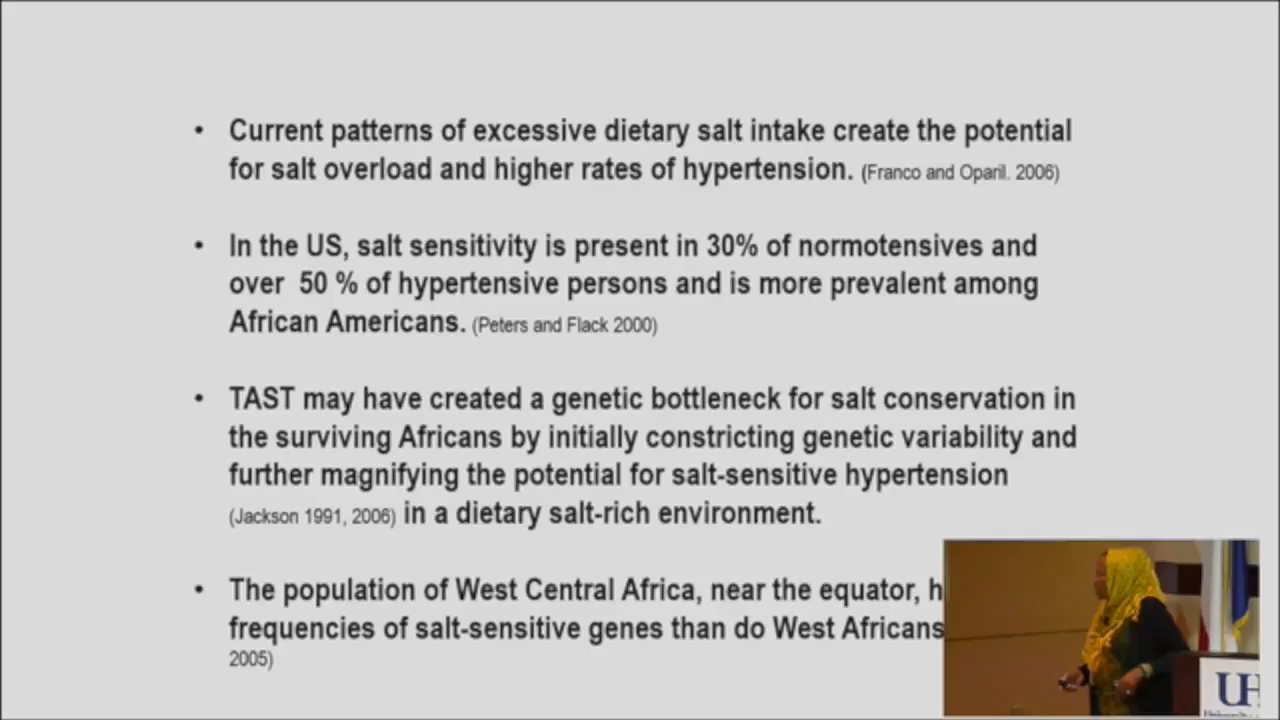 • Current patterns of excessive dietary salt intake create the potential
for salt overload and higher rates of hypertension. (Franco and Oparil. 2006)
• In the US, salt sensitivity is present in 30% of normotensives and
over  50 % of hypertensive persons and is more prevalent among
African Americans. (Peters and Flack 2000)
• TAST may have created a genetic bottleneck for salt conservation in
the surviving Africans by initially constricting genetic variability and
further magnifying the potential for salt-sensitive hypertension
(Jackson 1991, 2006) in a dietary salt-rich environment.
• The population of West Central Africa, near the equator, h
frequencies of salt-sensitive genes than do West Africans
2005)
UH